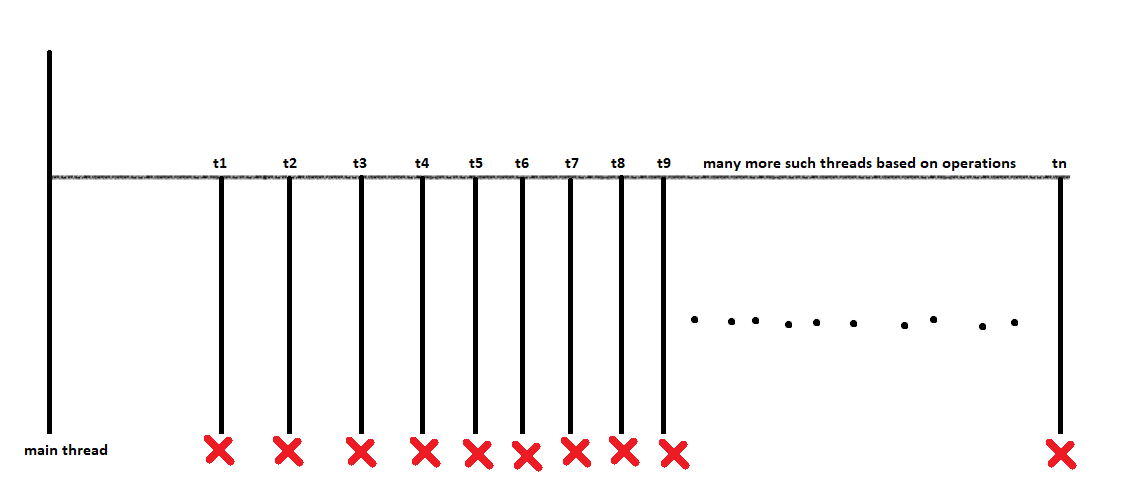 t1 t2 t3 t4 t5 t6 t7 t8 t9 many more such threads based on operations tn
main thread